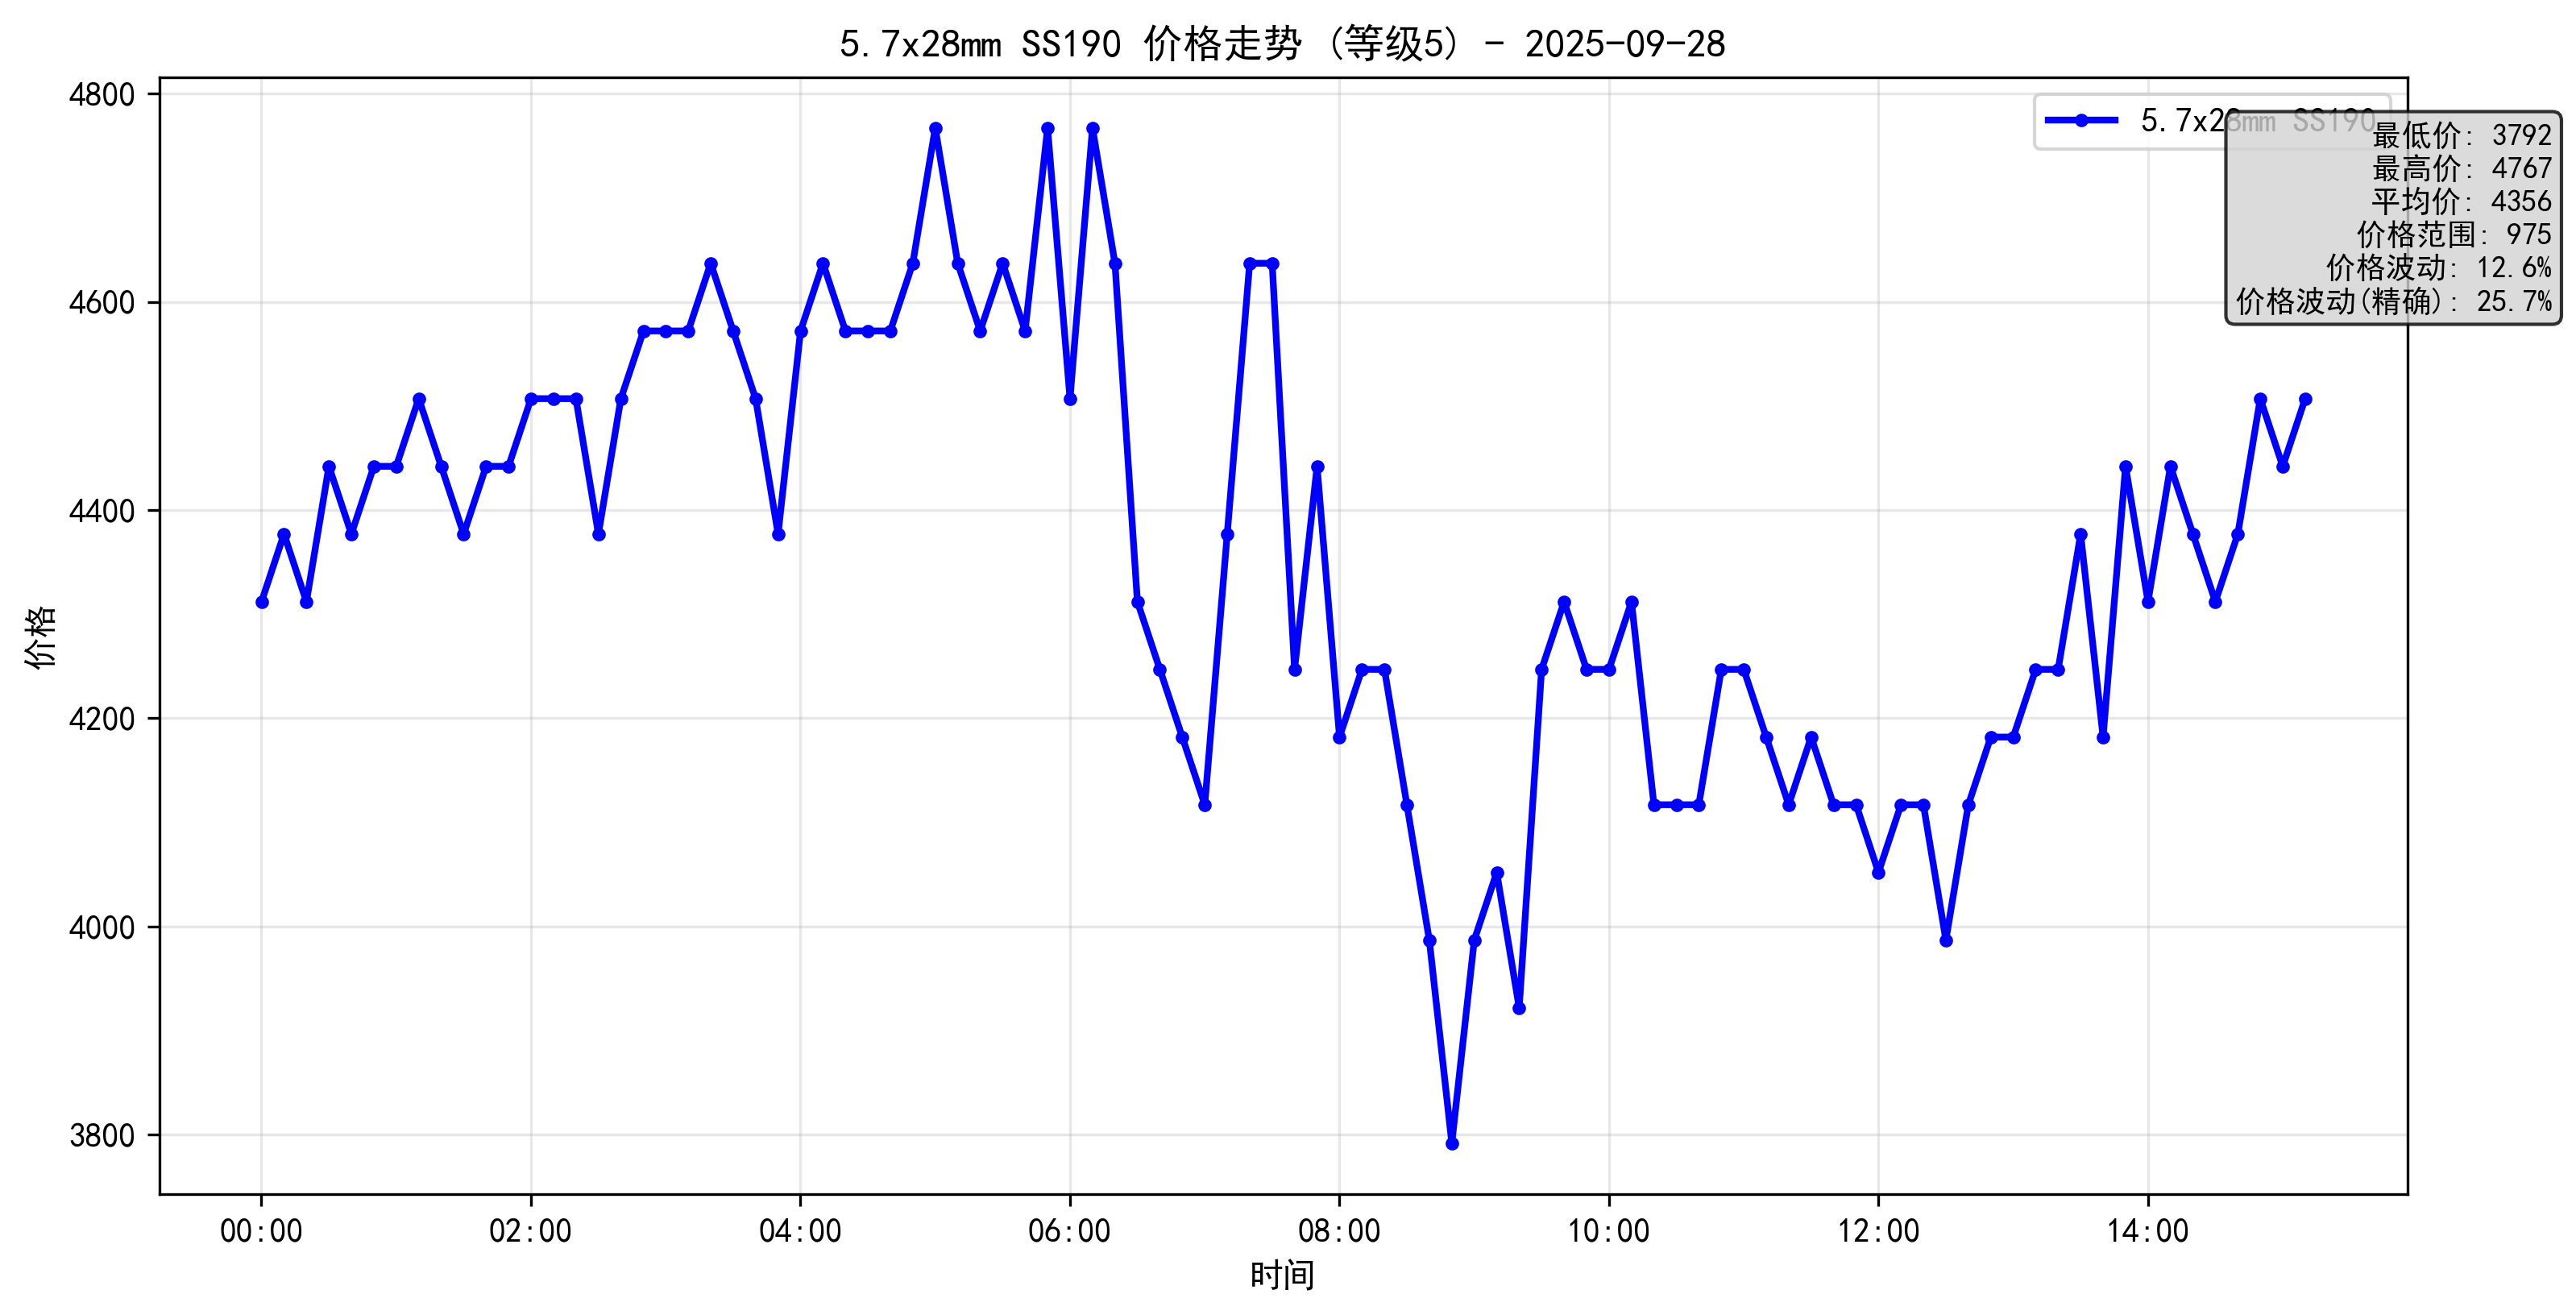 5.7x28mm SS190 价格走势 (等级5) - 2025-09-28
4800
4600
4400
4200
4000
3800
价格
5.7x28mm SS190
最低价: 3792
最高价: 4767
平均价: 4356
价格范围: 975
价格波动: 12.6%
价格波动(精确): 25.7%
00:00 02:00 04:00 06:00 08:00 10:00 12:00 14:00
时间